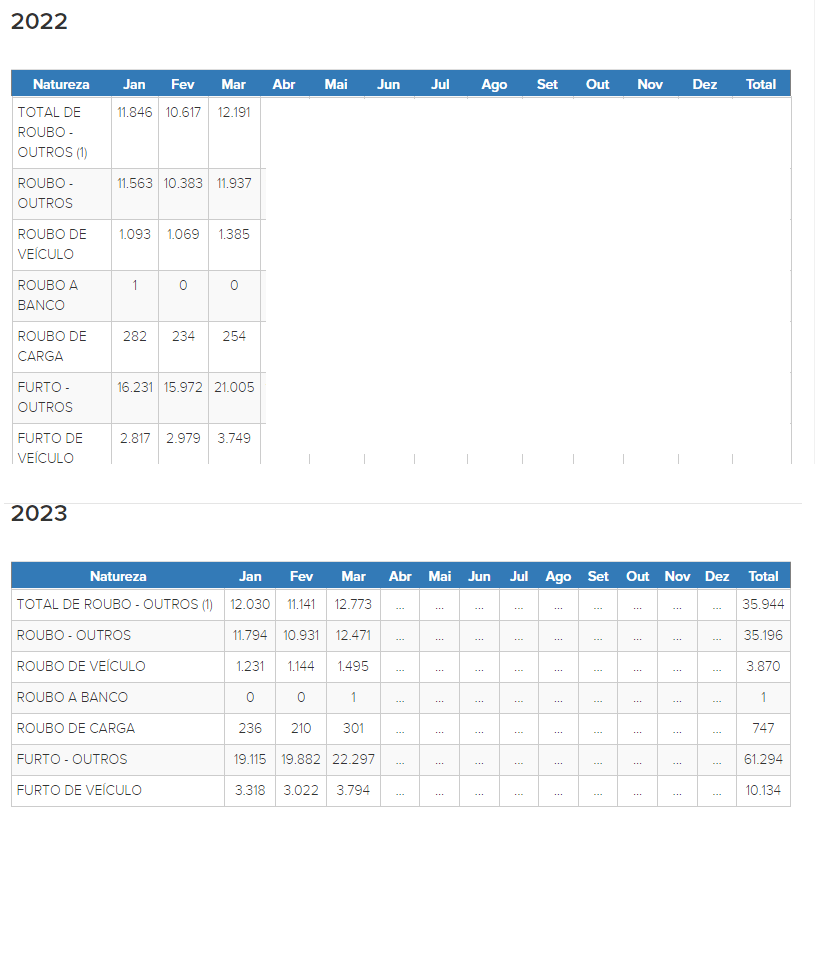 2022
Natureza Jan Fev Mar Abr Mai Jun Jul Ago Set Out Nov Dez Total
TOTAL DE 11.846 10.617 12.191
ROUBO -
OUTROS (1)
ROUBO - 11.563 10.383 11.937
OUTROS
ROUBO DE 1.093 1.069 1.385
VEÍCULO
ROUBO A 1 0 0
BANCO
ROUBO DE 282 234 254
CARGA
FURTO - 16.231 15.972 21.005
OUTROS
FURTO DE 2.817 2.979 3.749
VEÍCULO
2023
Natureza Jan Fev Mar Abr Mai Jun Jul Ago Set Out Nov Dez Total
TOTAL DE ROUBO - OUTROS (1) 12.030 11.141 12.773 ... ... ... ... ... ... ... ... ... 35.944
ROUBO - OUTROS 11.794 10.931 12.471 ... ... ... ... ... ... ... ... ... 35.196
ROUBO DE VEÍCULO 1.231 1.144 1.495 ... ... ... ... ... ... ... ... ... 3.870
ROUBO A BANCO 0 0 1 ... ... ... ... ... ... ... ... ... 1
ROUBO DE CARGA 236 210 301 ... ... ... ... ... ... ... ... ... 747
FURTO - OUTROS 19.115 19.882 22.297 ... ... ... ... ... ... ... ... ... 61.294
FURTO DE VEÍCULO 3.318 3.022 3.794 ... ... ... ... ... ... ... ... ... 10.134